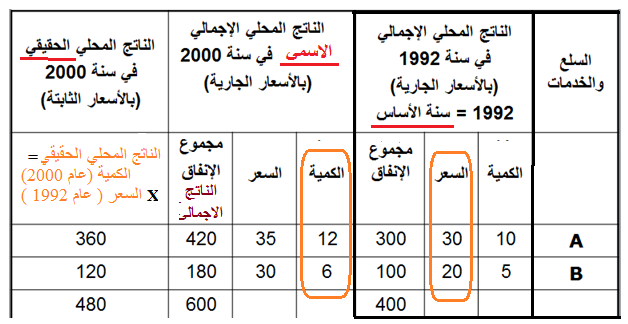 السلع
والخدمات
الناتج المحلي الإجمالي
في سنة 1992
(بالأسعار الجارية)
1992 = سنة الأساس
الناتج المحلي الإجمالي
الاسمى في سنة 2000
(بالأسعار الجارية)
الناتج المحلي الحقيقي
في سنة 2000
(بالأسعار الثابتة)
الكمية
السعر
مجموع
الإنفاق
الكمية
السعر
مجموع
الإنفاق
الناتج
الاجمالى
الناتج المحلي الحقيقي =
الكمية (عام 2000)
X السعر ( عام 1992 )
A 10 30 300 12 35 420 360
B 5 20 100 6 30 180 120
400 600 480